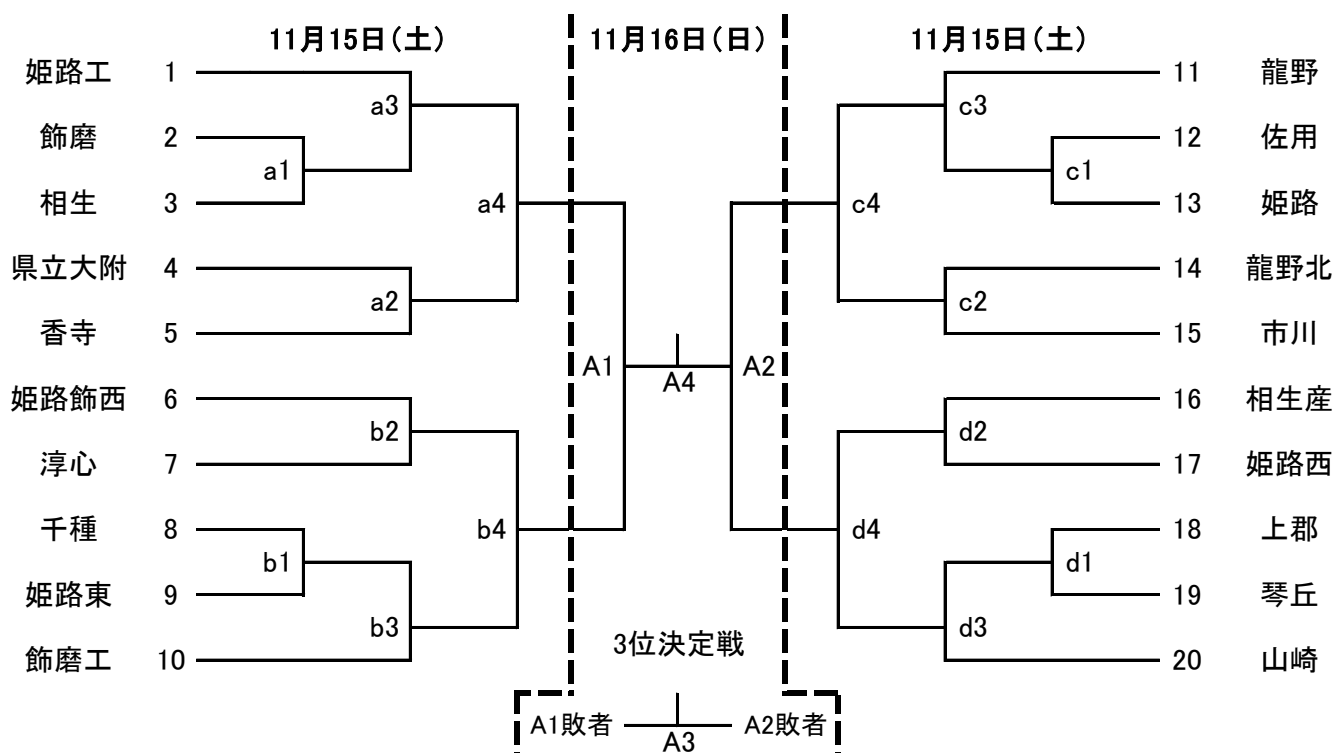 11月15日(土) 11月16日(日) 11月15日(土)
姫路工 1 11 龍野
a3 c3
飾磨 2 12 佐用
a1 c1
相生 3 a4 c4 13 姫路
県立大附 4 14 龍野北
a2 c2
香寺 5 15 市川
A1 A4 A2
姫路飾西 6 16 相生産
b2 d2
淳心 7 17 姫路西
千種 8 b4 d4 18 上郡
b1 d1
姫路東 9 19 琴丘
b3 3位決定戦 d3
飾磨工 10 20 山崎
A1敗者 A3 A2敗者